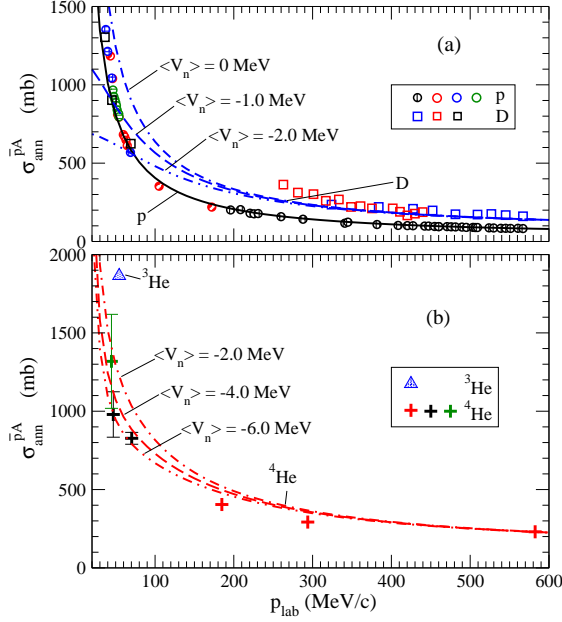 1500
(a)
<V_n> = 0 MeV
1000
<V_n> = -1.0 MeV
p
D
<V_n> = -2.0 MeV
500
D
p
0
σ_ann^p̄A (mb)
2000
³He
(b)
1500
<V_n> = -2.0 MeV
³He
<V_n> = -4.0 MeV
⁴He
1000
<V_n> = -6.0 MeV
⁴He
500
0
σ_ann^p̄A (mb)
100 200 300 400 500 600
p_lab (MeV/c)